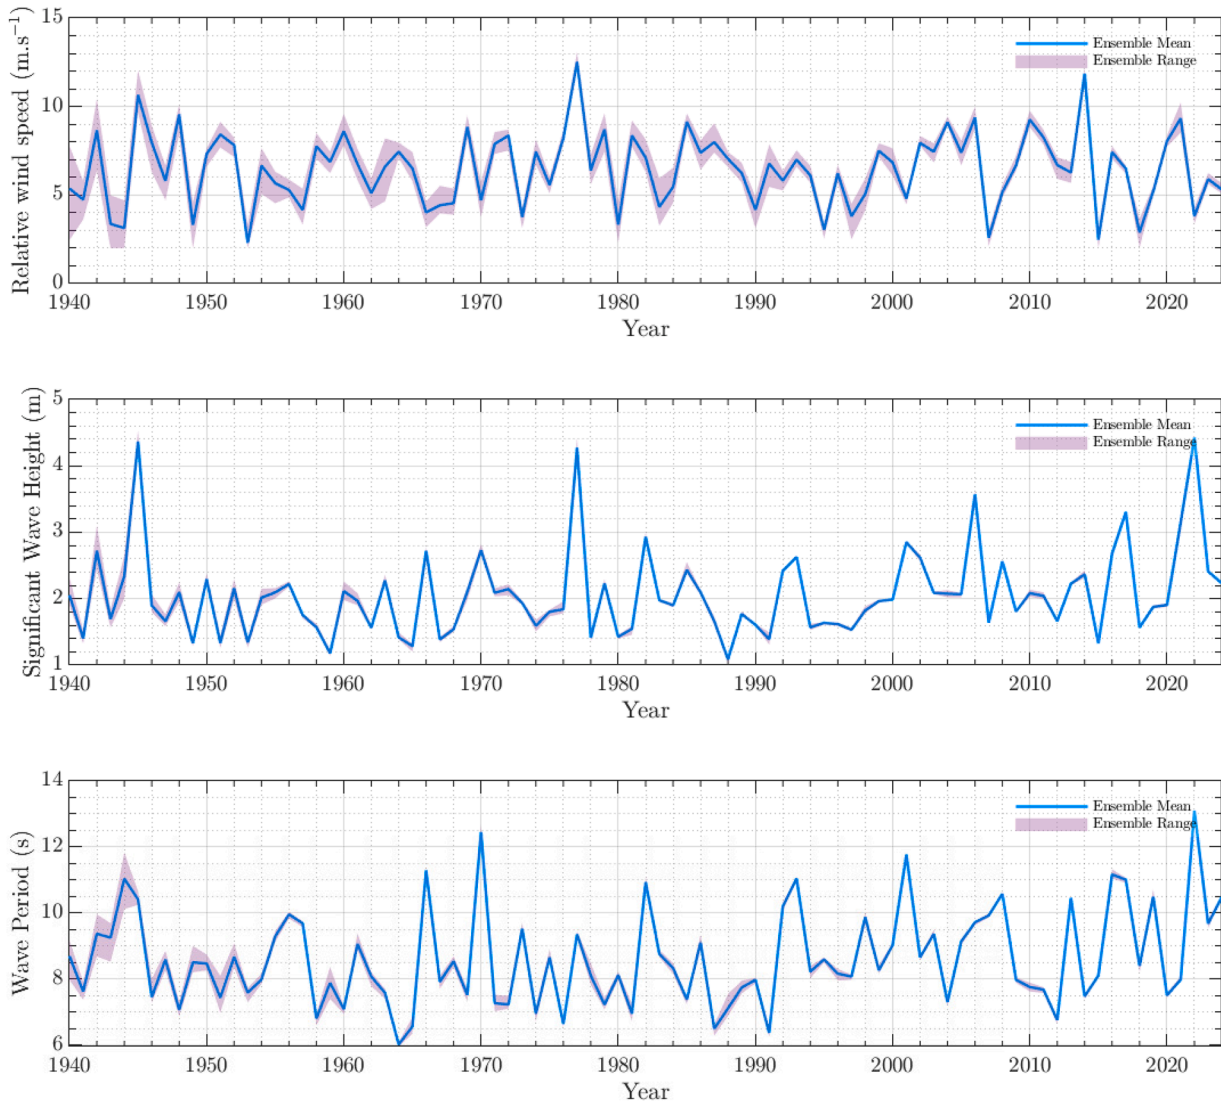 Relative wind speed (m.s⁻¹)
15
10
5
0
Ensemble Mean
Ensemble Range
1940 1950 1960 1970 1980 1990 2000 2010 2020
Year
Significant Wave Height (m)
5
4
3
2
1
Ensemble Mean
Ensemble Range
1940 1950 1960 1970 1980 1990 2000 2010 2020
Year
Wave Period (s)
14
12
10
8
6
Ensemble Mean
Ensemble Range
1940 1950 1960 1970 1980 1990 2000 2010 2020
Year